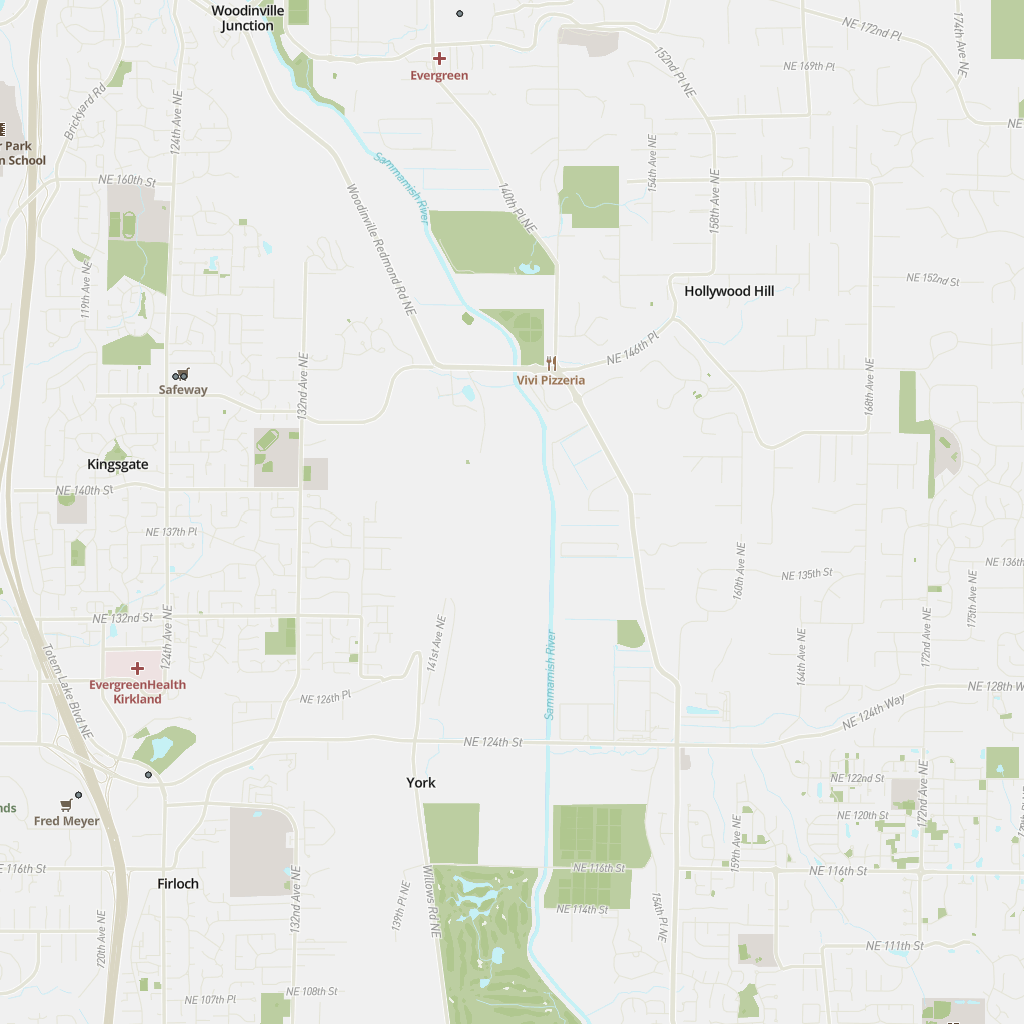 Woodinville
Junction
NE 172nd Pl
174th Ave NE
152nd Pl NE
Evergreen
NE 169th Pl
Brickyard Rd
124th Ave NE
NE
r Park
n School
154th Ave NE
Sammamish River
NE 160th St
140th Pl NE
158th Ave NE
Woodinville Redmond Rd NE
119th Ave NE
NE 152nd St
Hollywood Hill
NE 146th Pl
Vivi Pizzeria
Safeway
132nd Ave NE
168th Ave NE
Kingsgate
NE 140th St
NE 137th Pl
160th Ave NE
NE 135th St
NE 136th
175th Ave NE
NE 132nd St
124th Ave NE
141st Ave NE
172nd Ave NE
164th Ave NE
Totem Lake Blvd NE
EvergreenHealth
Kirkland
Sammamish River
NE 126th Pl
NE 128th W
NE 124th Way
NE 124th St
York
NE 122nd St
172nd Ave NE
nds
Fred Meyer
NE 120th St
159th Ave NE
179th Pl NE
E 116th St
NE 116th St
NE 116th St
Firloch
132nd Ave NE
Willows Rd NE
139th Pl NE
NE 114th St
154th Pl NE
120th Ave NE
NE 111th St
NE 107th Pl
NE 108th St